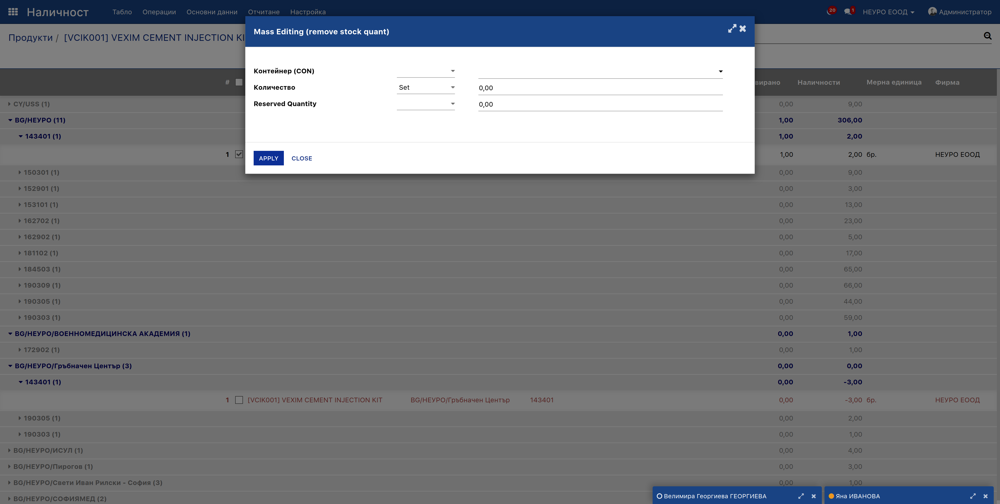 Наличност Табло Операции Основни данни Отчитане Настройка 20 1 НЕУРО ЕООД Администратор
Mass Editing (remove stock quant)
Продукти / [VCIK001] VEXIM CEMENT INJECTION KI
Контейнер (CON)
Количество Set 0,00
Reserved Quantity 0,00
APPLY CLOSE
# вирано Наличности Мерна единица Фирма
CY/USS (1) 0,00 9,00
BG/НЕУРО (11) 1,00 306,00
143401 (1) 1,00 2,00
1 1,00 2,00 бр. НЕУРО ЕООД
150301 (1) 0,00 9,00
152901 (1) 0,00 3,00
153101 (1) 0,00 13,00
162702 (1) 0,00 23,00
162902 (1) 0,00 5,00
181102 (1) 0,00 17,00
184503 (1) 0,00 65,00
190309 (1) 0,00 66,00
190305 (1) 0,00 44,00
190303 (1) 0,00 59,00
BG/НЕУРО/ВОЕННОМЕДИЦИНСКА АКАДЕМИЯ (1) 0,00 1,00
172902 (1) 0,00 1,00
BG/НЕУРО/Гръбначен Център (3) 0,00 0,00
143401 (1) 0,00 -3,00
1 [VCIK001] VEXIM CEMENT INJECTION KIT BG/НЕУРО/Гръбначен Център 143401 0,00 -3,00 бр. НЕУРО ЕООД
190305 (1) 0,00 2,00
190303 (1) 0,00 1,00
BG/НЕУРО/ИСУЛ (1) 0,00 4,00
BG/НЕУРО/Пирогов (1) 0,00 3,00
BG/НЕУРО/Свети Иван Рилски - София (3) 0,00 1,00
BG/НЕУРО/СОФИЯМЕД (2)
Велимира Георгиева ГЕОРГИЕВА Яна ИВАНОВА